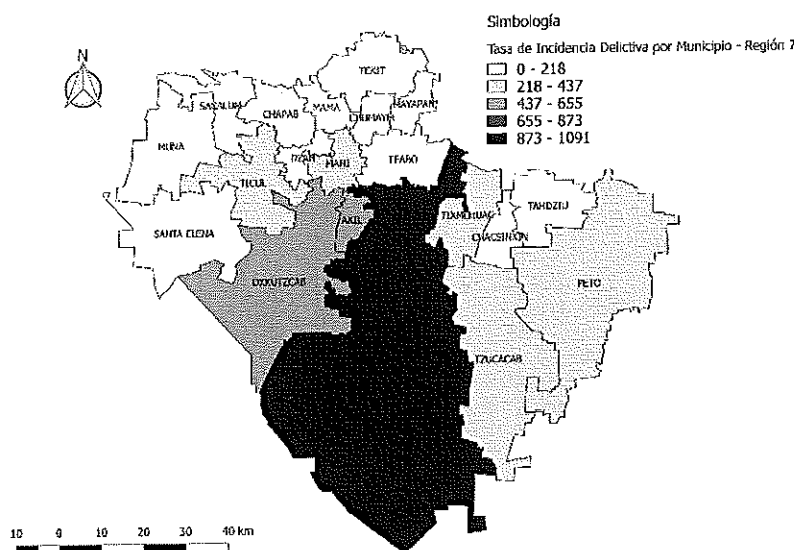 Simbología
Tasa de Incidencia Delictiva por Municipio - Región 7
0 - 218
218 - 437
437 - 655
655 - 873
873 - 1091
N
TEKIT
SACALUM
CHAPAB
MAMA
CHUMAYEL
MAYAPAN
MUNA
DZAN
MANI
TEABO
TICUL
AKIL
TIXMEHUAC
TAHDZIU
SANTA ELENA
CHACSINKIN
OXKUTZCAB
PETO
TZUCACAB
10 0 10 20 30 40 km